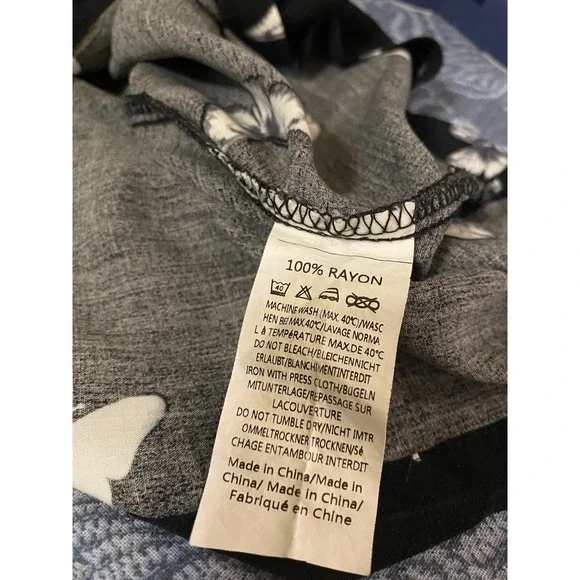 100% RAYON
40
MACHINE WASH (MAX. 40℃)/WASC
HEN BEI MAX.40℃/LAVAGE NORMA
L à TEMPÉRATURE MAX.DE 40℃
DO NOT BLEACH/BLEICHEN NICHT
ERLAUBT/BLANCHIMENT INTERDIT
IRON WITH PRESS CLOTH/BÜGELN
MIT UNTERLAGE/REPASSAGE SUR
LACOUVERTURE
DO NOT TUMBLE DRY/NICHT IMTR
OMMELTROCKNER TROCKNEN/Sé
CHAGE ENTAMBOUR INTERDIT
Made in China/Made in
China/ Made in China/
Fabriqué en Chine